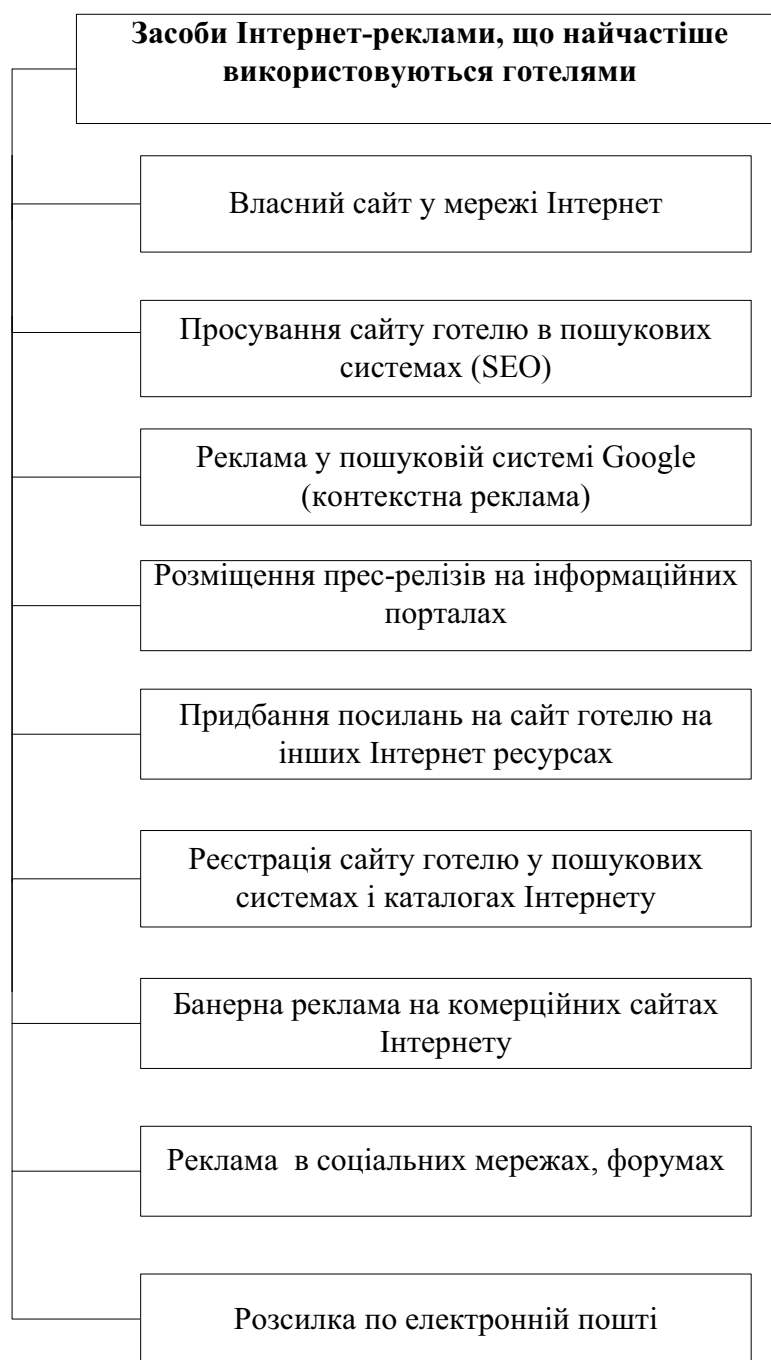 Засоби Інтернет-реклами, що найчастіше
використовуються готелями
Власний сайт у мережі Інтернет
Просування сайту готелю в пошукових
системах (SEO)
Реклама у пошуковій системі Google
(контекстна реклама)
Розміщення прес-релізів на інформаційних
порталах
Придбання посилань на сайт готелю на
інших Інтернет ресурсах
Реєстрація сайту готелю у пошукових
системах і каталогах Інтернету
Банерна реклама на комерційних сайтах
Інтернету
Реклама  в соціальних мережах, форумах
Розсилка по електронній пошті